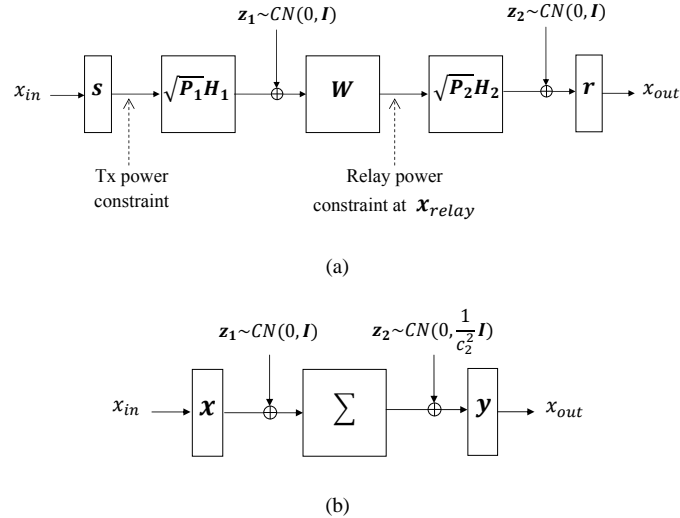 z₁~CN(0, I) z₂~CN(0, I)
x_in s √P₁H₁ W √P₂H₂ r x_out
Tx power constraint
Relay power constraint at x_relay
(a)
z₁~CN(0, I) z₂~CN(0, 1/c₂² I)
x_in x ∑ y x_out
(b)